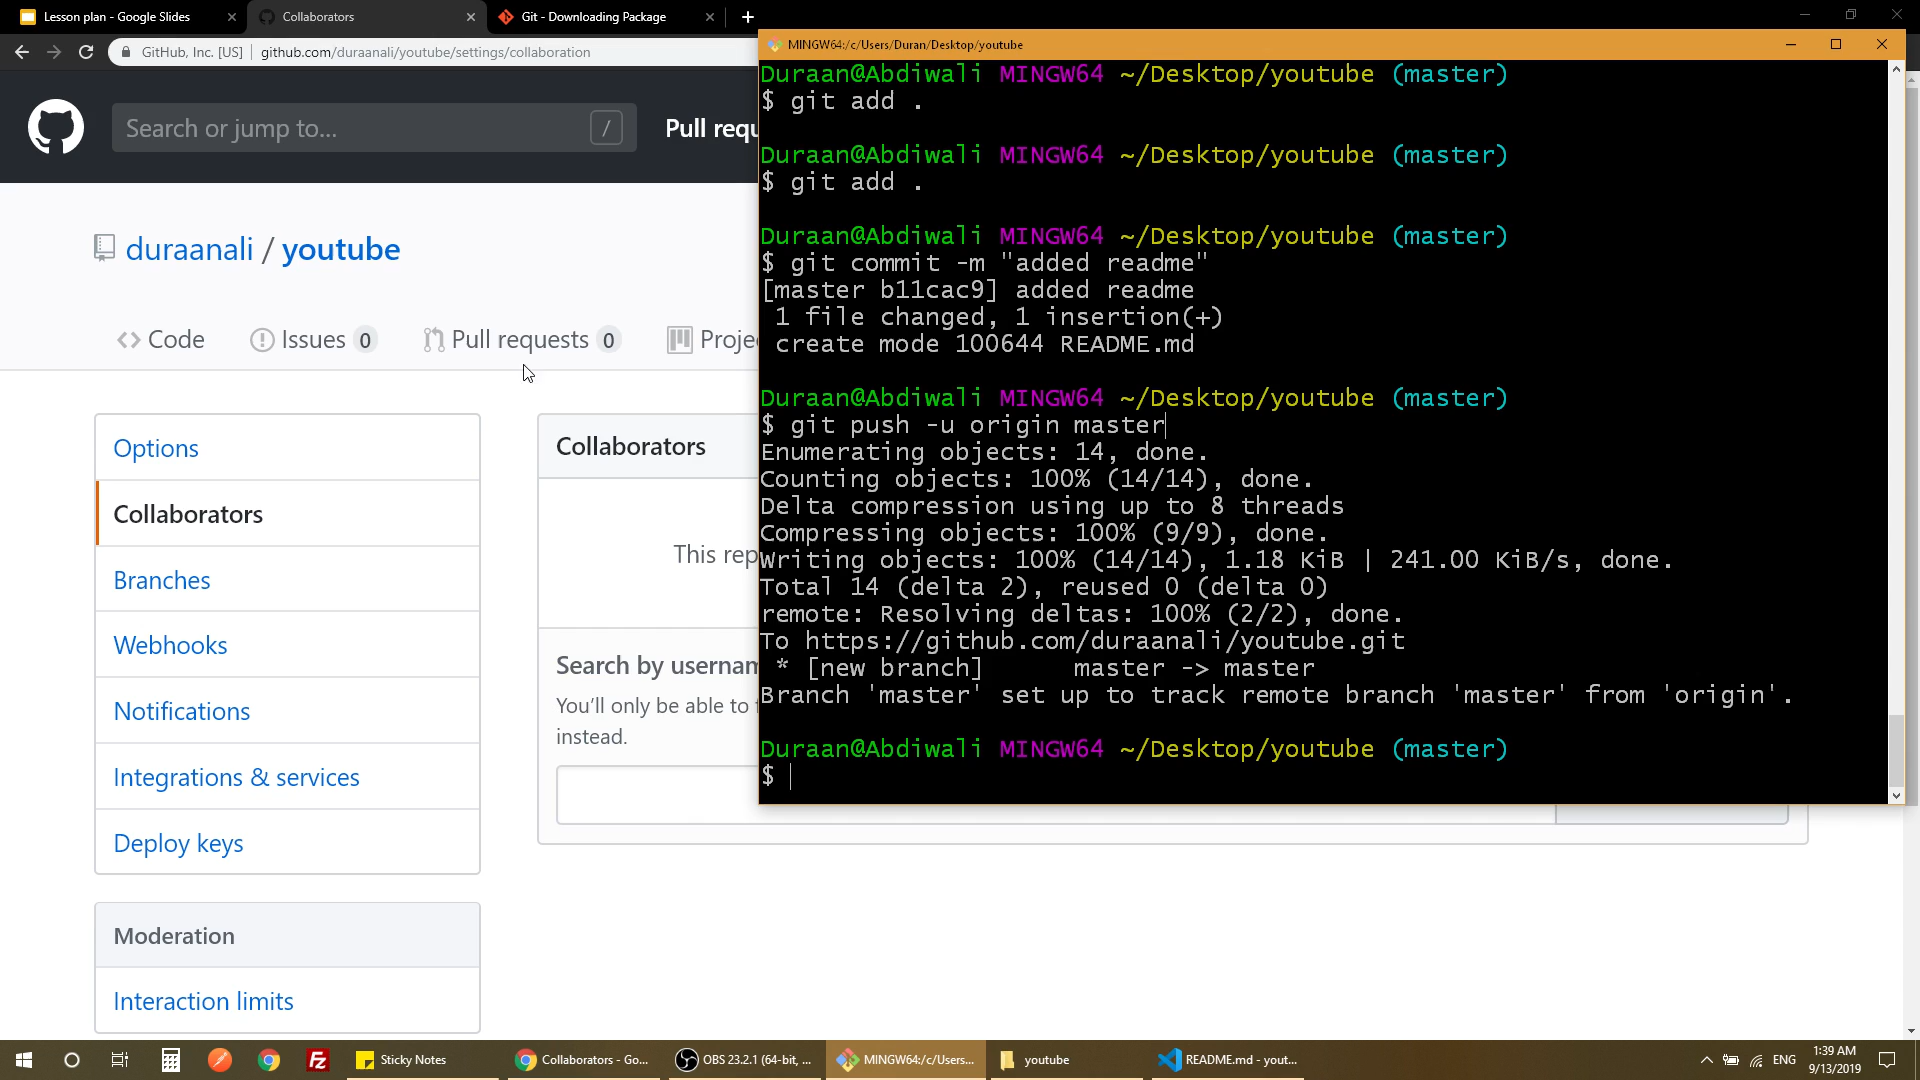 Lesson plan - Google Slides
Collaborators
Git - Downloading Package
GitHub, Inc. [US] | github.com/duraanali/youtube/settings/collaboration
Search or jump to...
/
Pull requ
duraanali / youtube
Code
Issues 0
Pull requests 0
Projec
Options
Collaborators
Branches
Webhooks
Notifications
Integrations & services
Deploy keys
Moderation
Interaction limits
Collaborators
This rep
Search by usernam
You'll only be able to
instead.
MINGW64:/c/Users/Duran/Desktop/youtube
Duraan@Abdiwali MINGW64 ~/Desktop/youtube (master)
$ git add .
Duraan@Abdiwali MINGW64 ~/Desktop/youtube (master)
$ git add .
Duraan@Abdiwali MINGW64 ~/Desktop/youtube (master)
$ git commit -m "added readme"
[master b11cac9] added readme
1 file changed, 1 insertion(+)
create mode 100644 README.md
Duraan@Abdiwali MINGW64 ~/Desktop/youtube (master)
$ git push -u origin master
Enumerating objects: 14, done.
Counting objects: 100% (14/14), done.
Delta compression using up to 8 threads
Compressing objects: 100% (9/9), done.
Writing objects: 100% (14/14), 1.18 KiB | 241.00 KiB/s, done.
Total 14 (delta 2), reused 0 (delta 0)
remote: Resolving deltas: 100% (2/2), done.
To https://github.com/duraanali/youtube.git
* [new branch] master -> master
Branch 'master' set up to track remote branch 'master' from 'origin'.
Duraan@Abdiwali MINGW64 ~/Desktop/youtube (master)
$
Sticky Notes
Collaborators - Go...
OBS 23.2.1 (64-bit, ...
MINGW64:/c/Users...
youtube
README.md - yout...
ENG
1:39 AM
9/13/2019